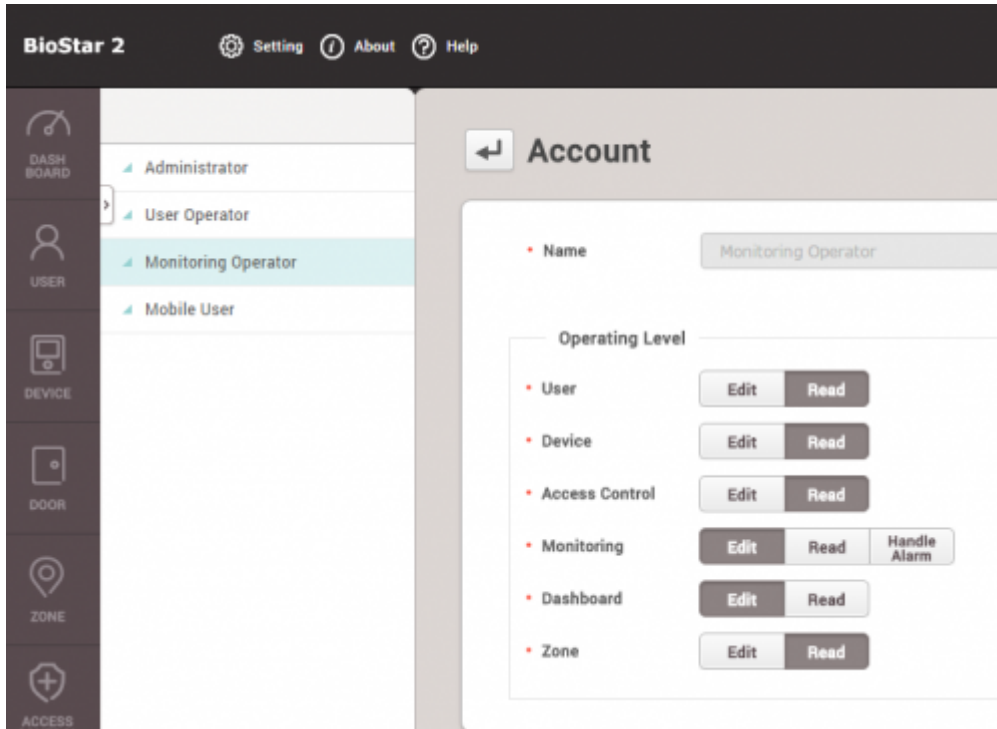 BioStar 2
Setting About Help
DASH
BOARD
USER
DEVICE
DOOR
ZONE
ACCESS
Administrator
User Operator
Monitoring Operator
Mobile User
Account
Name Monitoring Operator
Operating Level
User Edit Read
Device Edit Read
Access Control Edit Read
Monitoring Edit Read Handle
Alarm
Dashboard Edit Read
Zone Edit Read